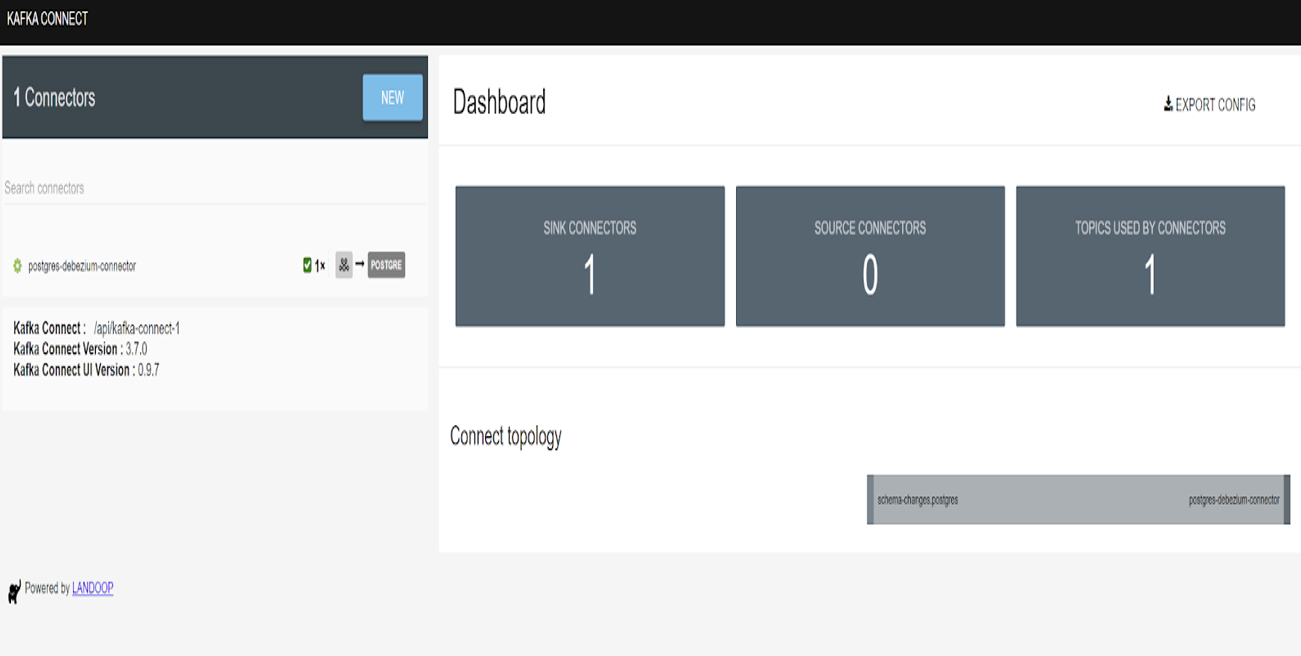 KAFKA CONNECT
1 Connectors
NEW
Search connectors
postgres-debezium-connector
1x
POSTGRE
Kafka Connect : /api/kafka-connect-1
Kafka Connect Version : 3.7.0
Kafka Connect UI Version : 0.9.7
Powered by LANDOOP
Dashboard
EXPORT CONFIG
SINK CONNECTORS
1
SOURCE CONNECTORS
0
TOPICS USED BY CONNECTORS
1
Connect topology
schema-changes.postgres
postgres-debezium-connector